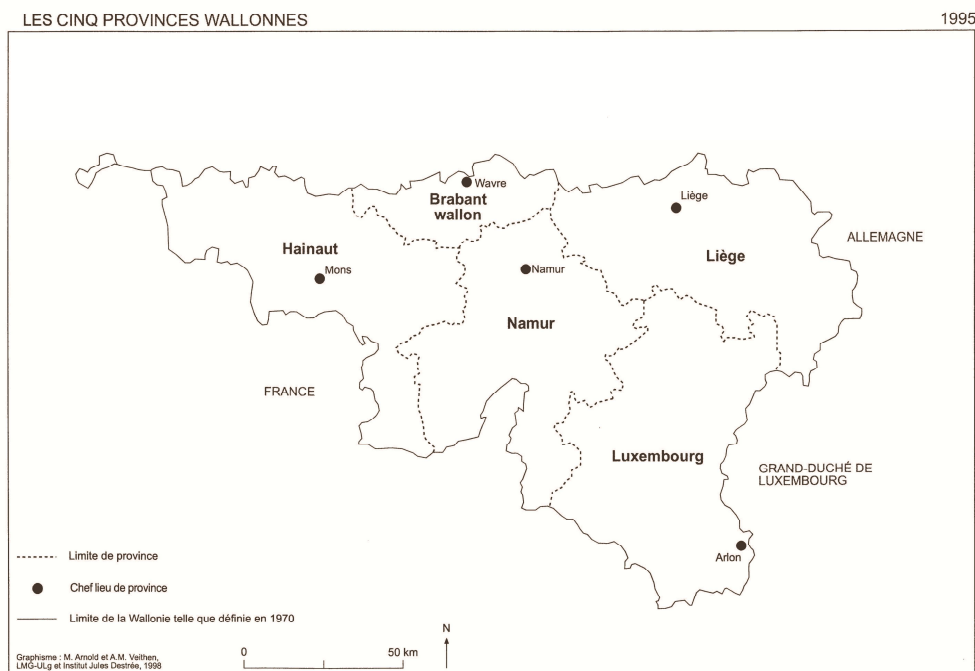 LES CINQ PROVINCES WALLONNES
1995
Wavre
Brabant
wallon
Liège
ALLEMAGNE
Hainaut
Mons
Liège
Namur
Namur
FRANCE
Luxembourg
GRAND-DUCHÉ DE
LUXEMBOURG
Arlon
Limite de province
Chef lieu de province
Limite de la Wallonie telle que définie en 1970
Graphisme : M. Arnold et A.M. Veithen,
LMG-ULg et Institut Jules Destrée, 1998
0
50 km
N